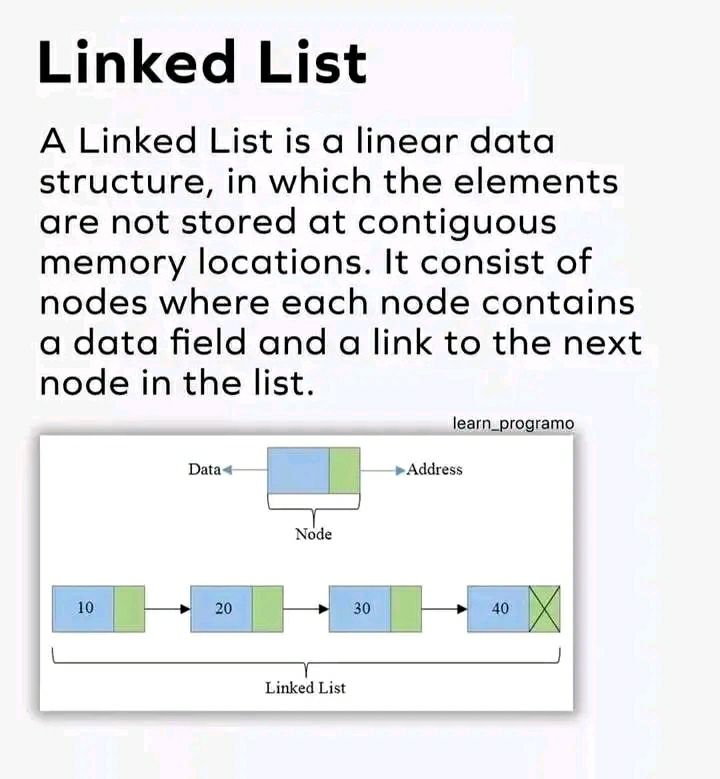 Linked List
A Linked List is a linear data
structure, in which the elements
are not stored at contiguous
memory locations. It consist of
nodes where each node contains
a data field and a link to the next
node in the list.
learn_programo
Data
Address
Node
10
20
30
40
Linked List